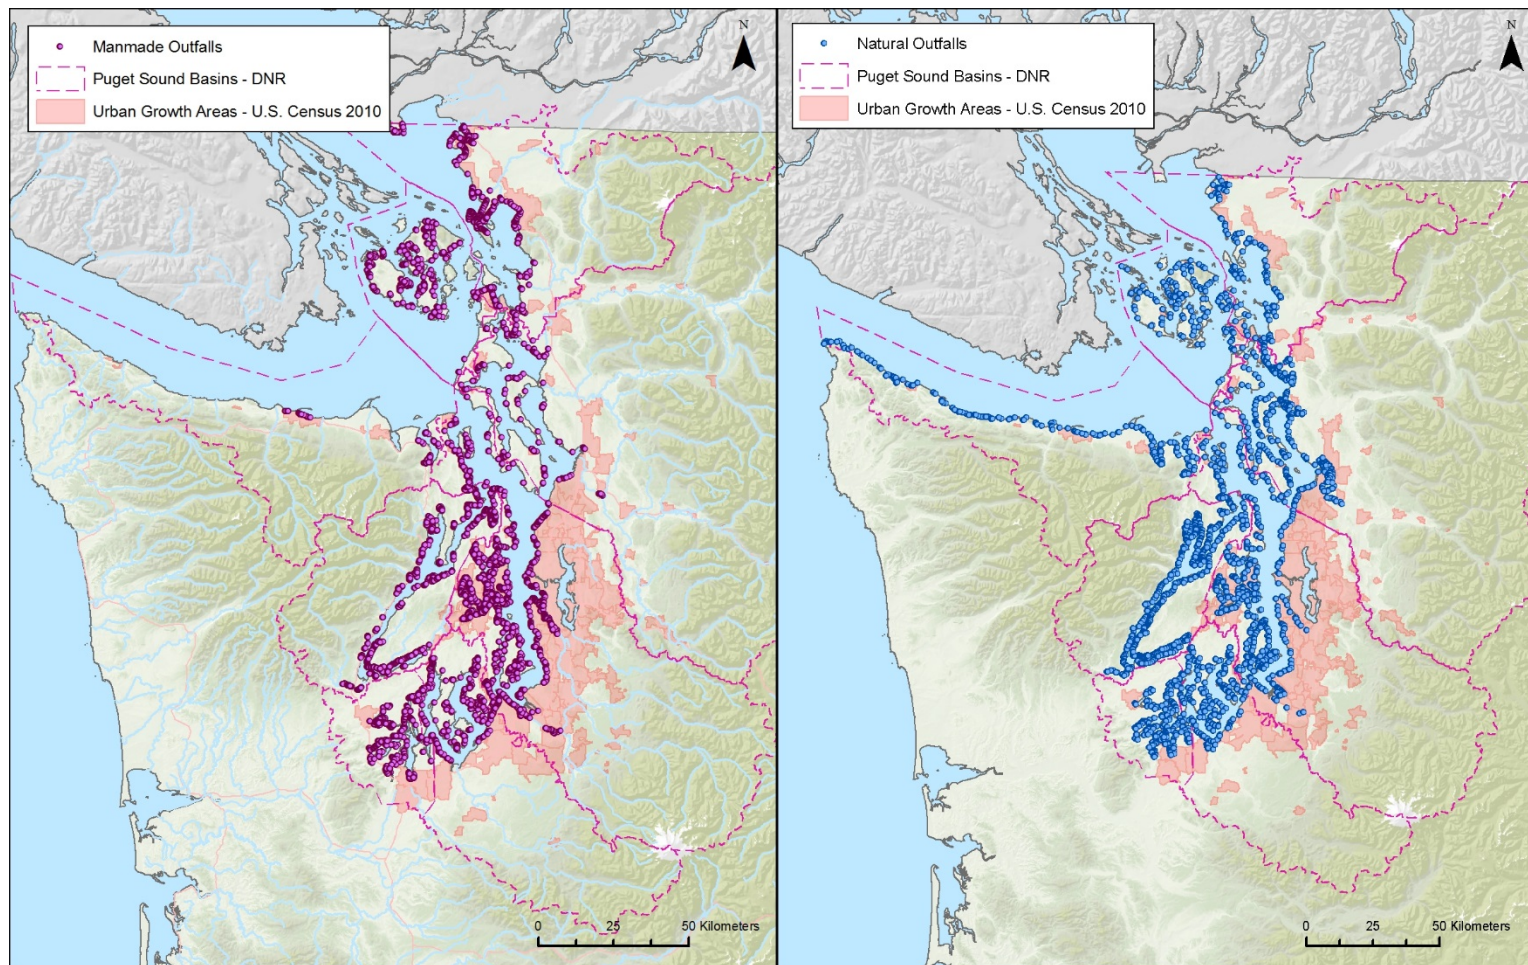 Manmade Outfalls
Puget Sound Basins - DNR
Urban Growth Areas - U.S. Census 2010
N
0 25 50 Kilometers
Natural Outfalls
Puget Sound Basins - DNR
Urban Growth Areas - U.S. Census 2010
N
0 25 50 Kilometers